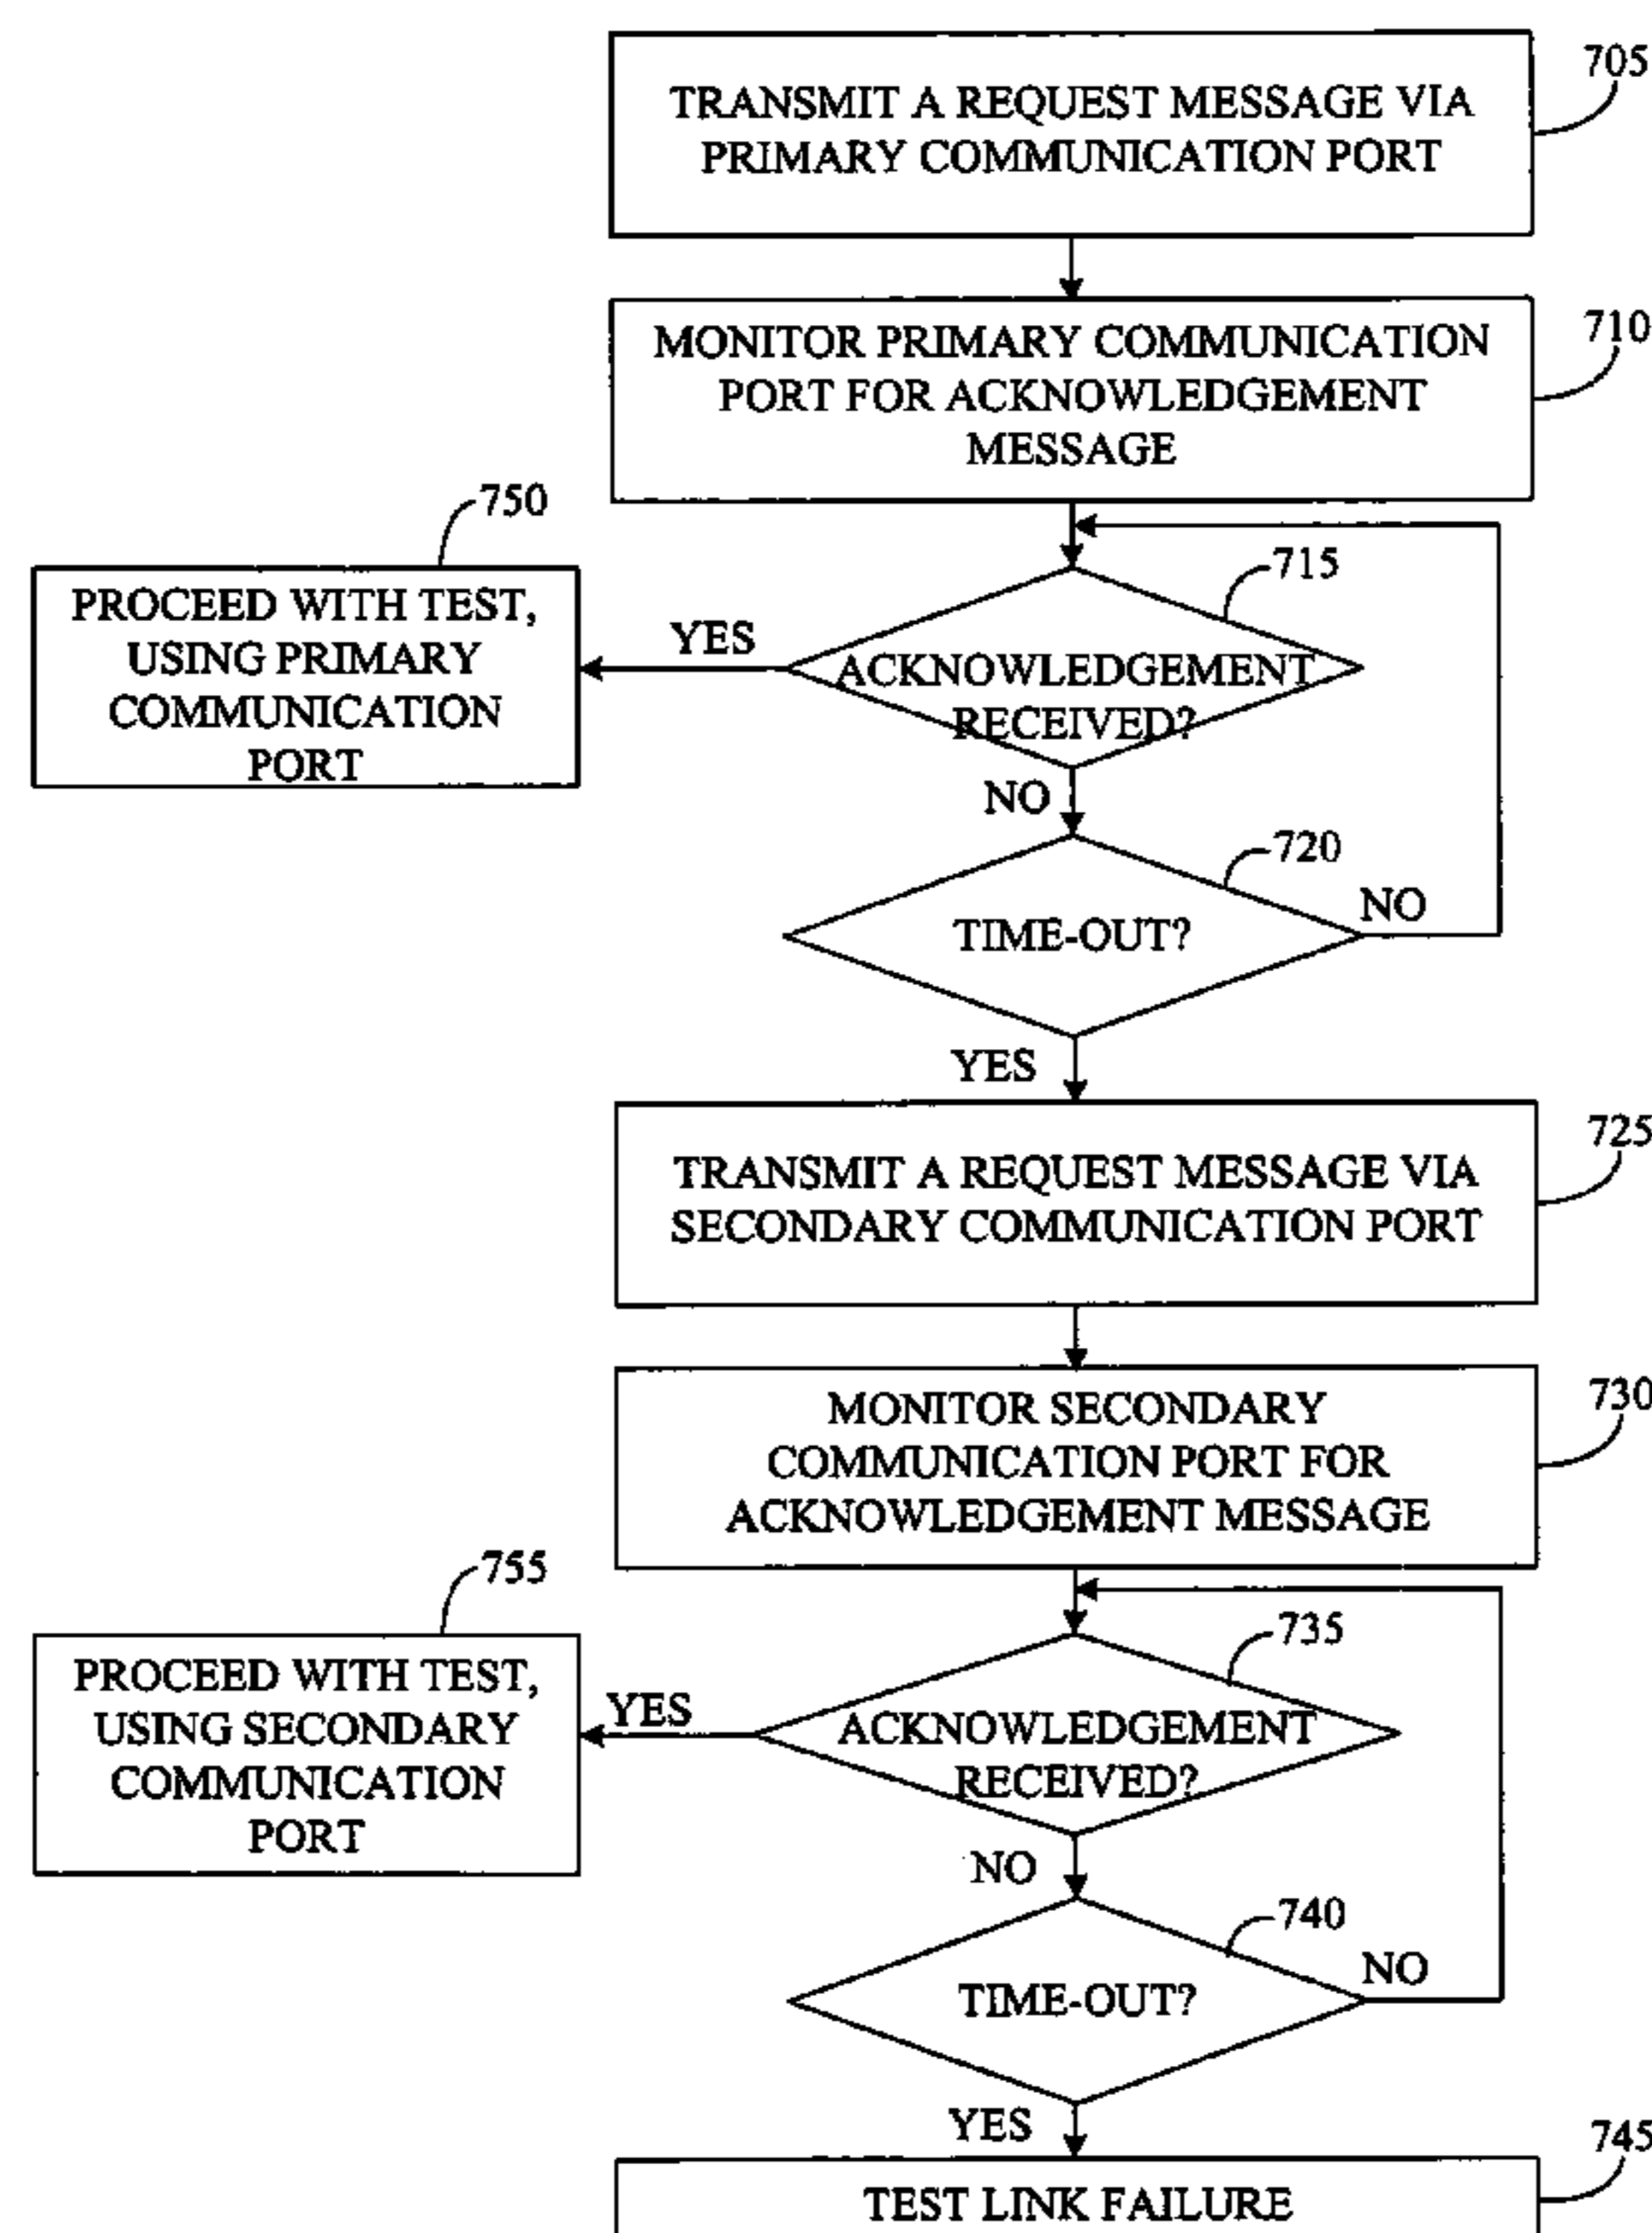 705
TRANSMIT A REQUEST MESSAGE VIA
PRIMARY COMMUNICATION PORT
710
MONITOR PRIMARY COMMUNICATION
PORT FOR ACKNOWLEDGEMENT
MESSAGE
750
PROCEED WITH TEST,
USING PRIMARY
COMMUNICATION
PORT
YES
715
ACKNOWLEDGEMENT
RECEIVED?
NO
720
TIME-OUT?
NO
YES
725
TRANSMIT A REQUEST MESSAGE VIA
SECONDARY COMMUNICATION PORT
730
MONITOR SECONDARY
COMMUNICATION PORT FOR
ACKNOWLEDGEMENT MESSAGE
755
PROCEED WITH TEST,
USING SECONDARY
COMMUNICATION
PORT
YES
735
ACKNOWLEDGEMENT
RECEIVED?
NO
740
TIME-OUT?
NO
YES
745
TEST LINK FAILURE